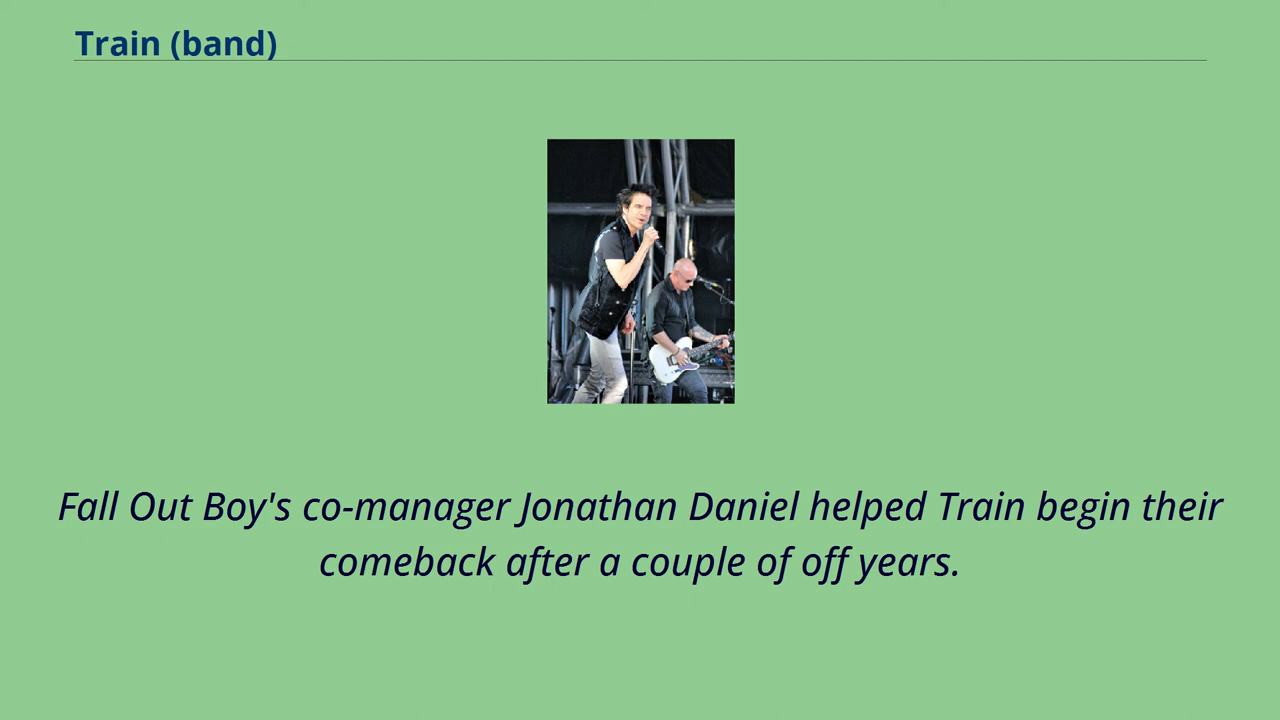 Train (band)
Fall Out Boy's co-manager Jonathan Daniel helped Train begin their
comeback after a couple of off years.